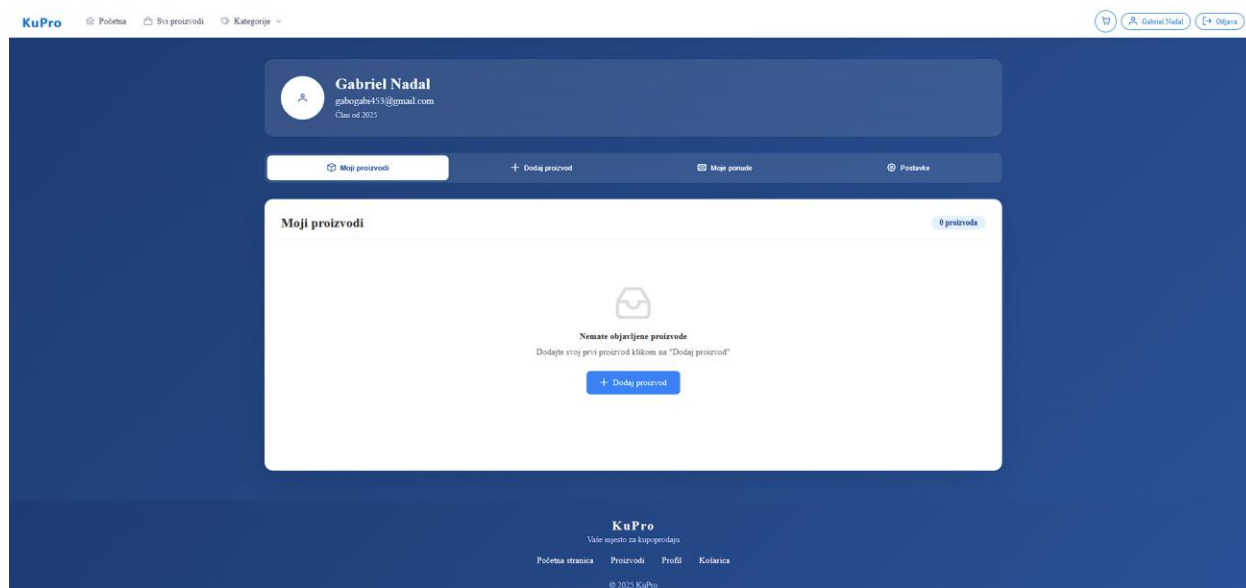 KuPro
Početna
Svi proizvodi
Kategorije
Gabriel Nadal
Odjava
Gabriel Nadal
gabogabi453@gmail.com
Član od 2025
Moji proizvodi
Dodaj proizvod
Moje ponude
Postavke
Moji proizvodi
0 proizvoda
Nemate objavljene proizvode
Dodajte svoj prvi proizvod klikom na "Dodaj proizvod"
Dodaj proizvod
KuPro
Vaše mjesto za kupoprodaju
Početna stranica
Proizvodi
Profil
Košarica
© 2025 KuPro